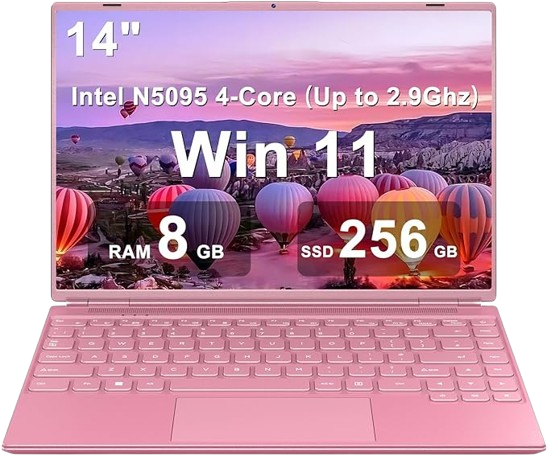 14"
Intel N5095 4-Core (Up to 2.9Ghz)
Win 11
RAM 8 GB
SSD 256 GB